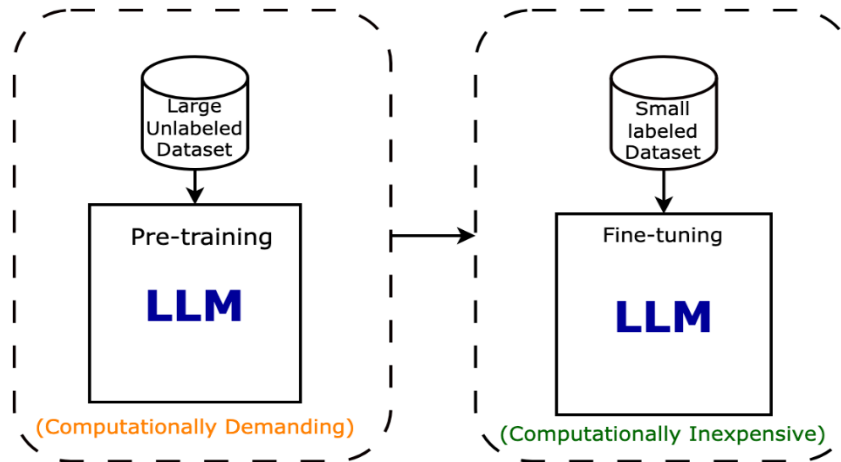 Large
Unlabeled
Dataset
Pre-training
LLM
(Computationally Demanding)
Small
labeled
Dataset
Fine-tuning
LLM
(Computationally Inexpensive)